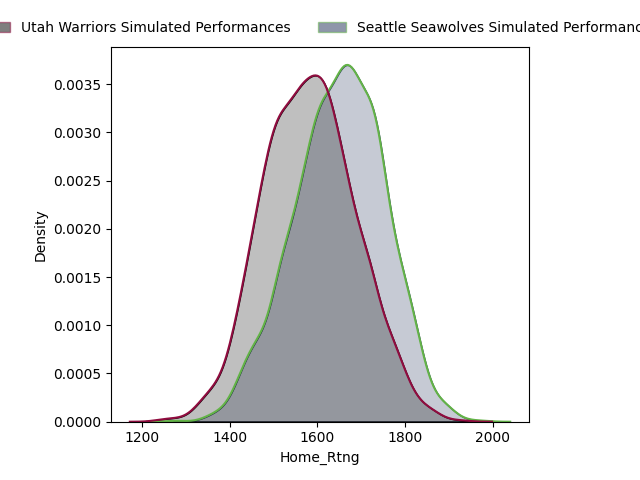 Utah Warriors Simulated Performances
Seattle Seawolves Simulated Performanc
0.0035
0.0030
0.0025
0.0020
0.0015
0.0010
0.0005
0.0000
Density
1200 1400 1600 1800 2000
Home_Rtng